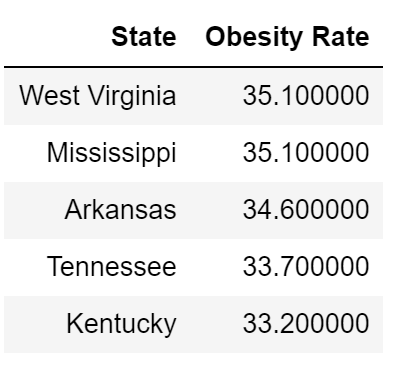 State Obesity Rate
West Virginia 35.100000
Mississippi 35.100000
Arkansas 34.600000
Tennessee 33.700000
Kentucky 33.200000